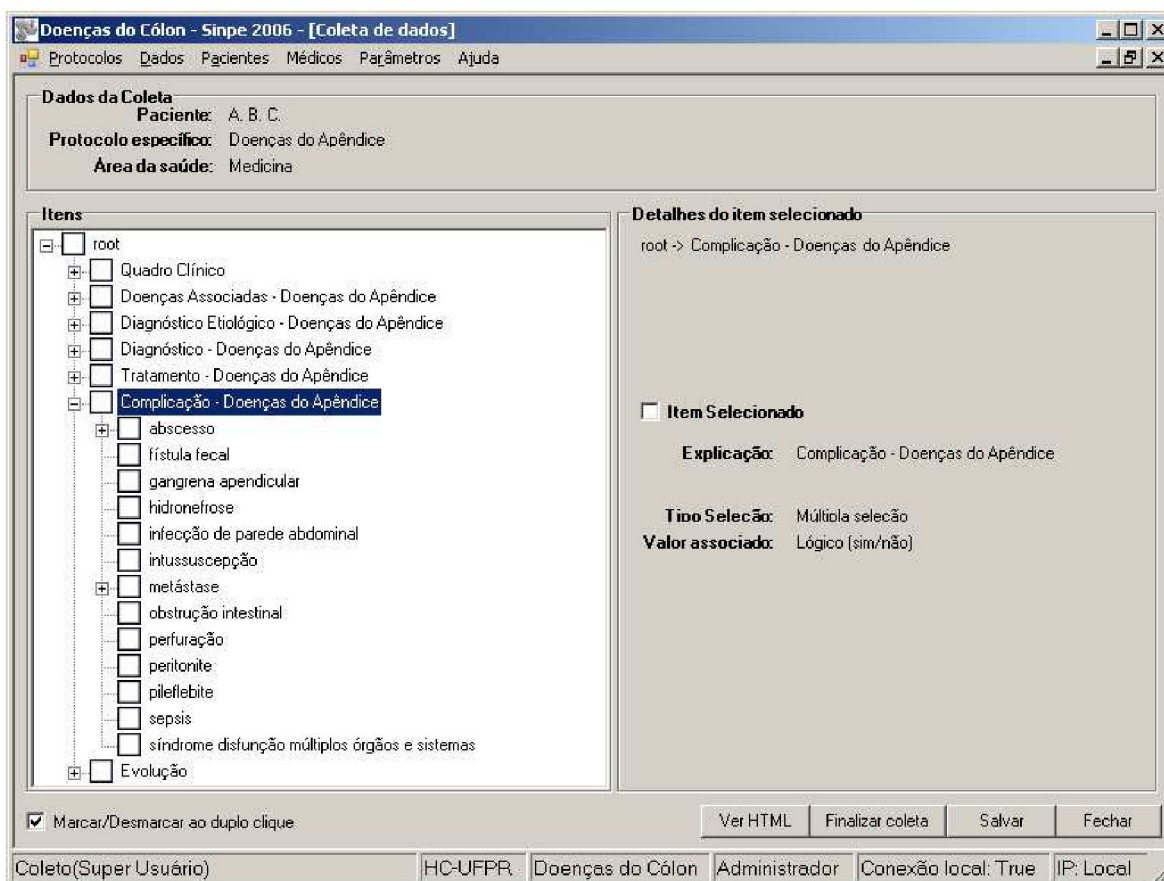 Doenças do Cólon - Sinpe 2006 - [Coleta de dados]
Protocolos Dados Pacientes Médicos Parâmetros Ajuda
Dados da Coleta
Paciente: A. B. C.
Protocolo específico: Doenças do Apêndice
Área da saúde: Medicina
Itens
root
Quadro Clínico
Doenças Associadas - Doenças do Apêndice
Diagnóstico Etiológico - Doenças do Apêndice
Diagnóstico - Doenças do Apêndice
Tratamento - Doenças do Apêndice
Complicação - Doenças do Apêndice
abscesso
fístula fecal
gangrena apendicular
hidronefrose
infecção de parede abdominal
intussuscepção
metástase
obstrução intestinal
perfuração
peritonite
pileflebite
sepsis
síndrome disfunção múltiplos órgãos e sistemas
Evolução
Detalhes do item selecionado
root -> Complicação - Doenças do Apêndice
Item Selecionado
Explicação: Complicação - Doenças do Apêndice
Tipo Seleção: Múltipla seleção
Valor associado: Lógico (sim/não)
Marcar/Desmarcar ao duplo clique
Ver HTML Finalizar coleta Salvar Fechar
Coleto(Super Usuário) HC-UFPR Doenças do Cólon Administrador Conexão local: True IP: Local